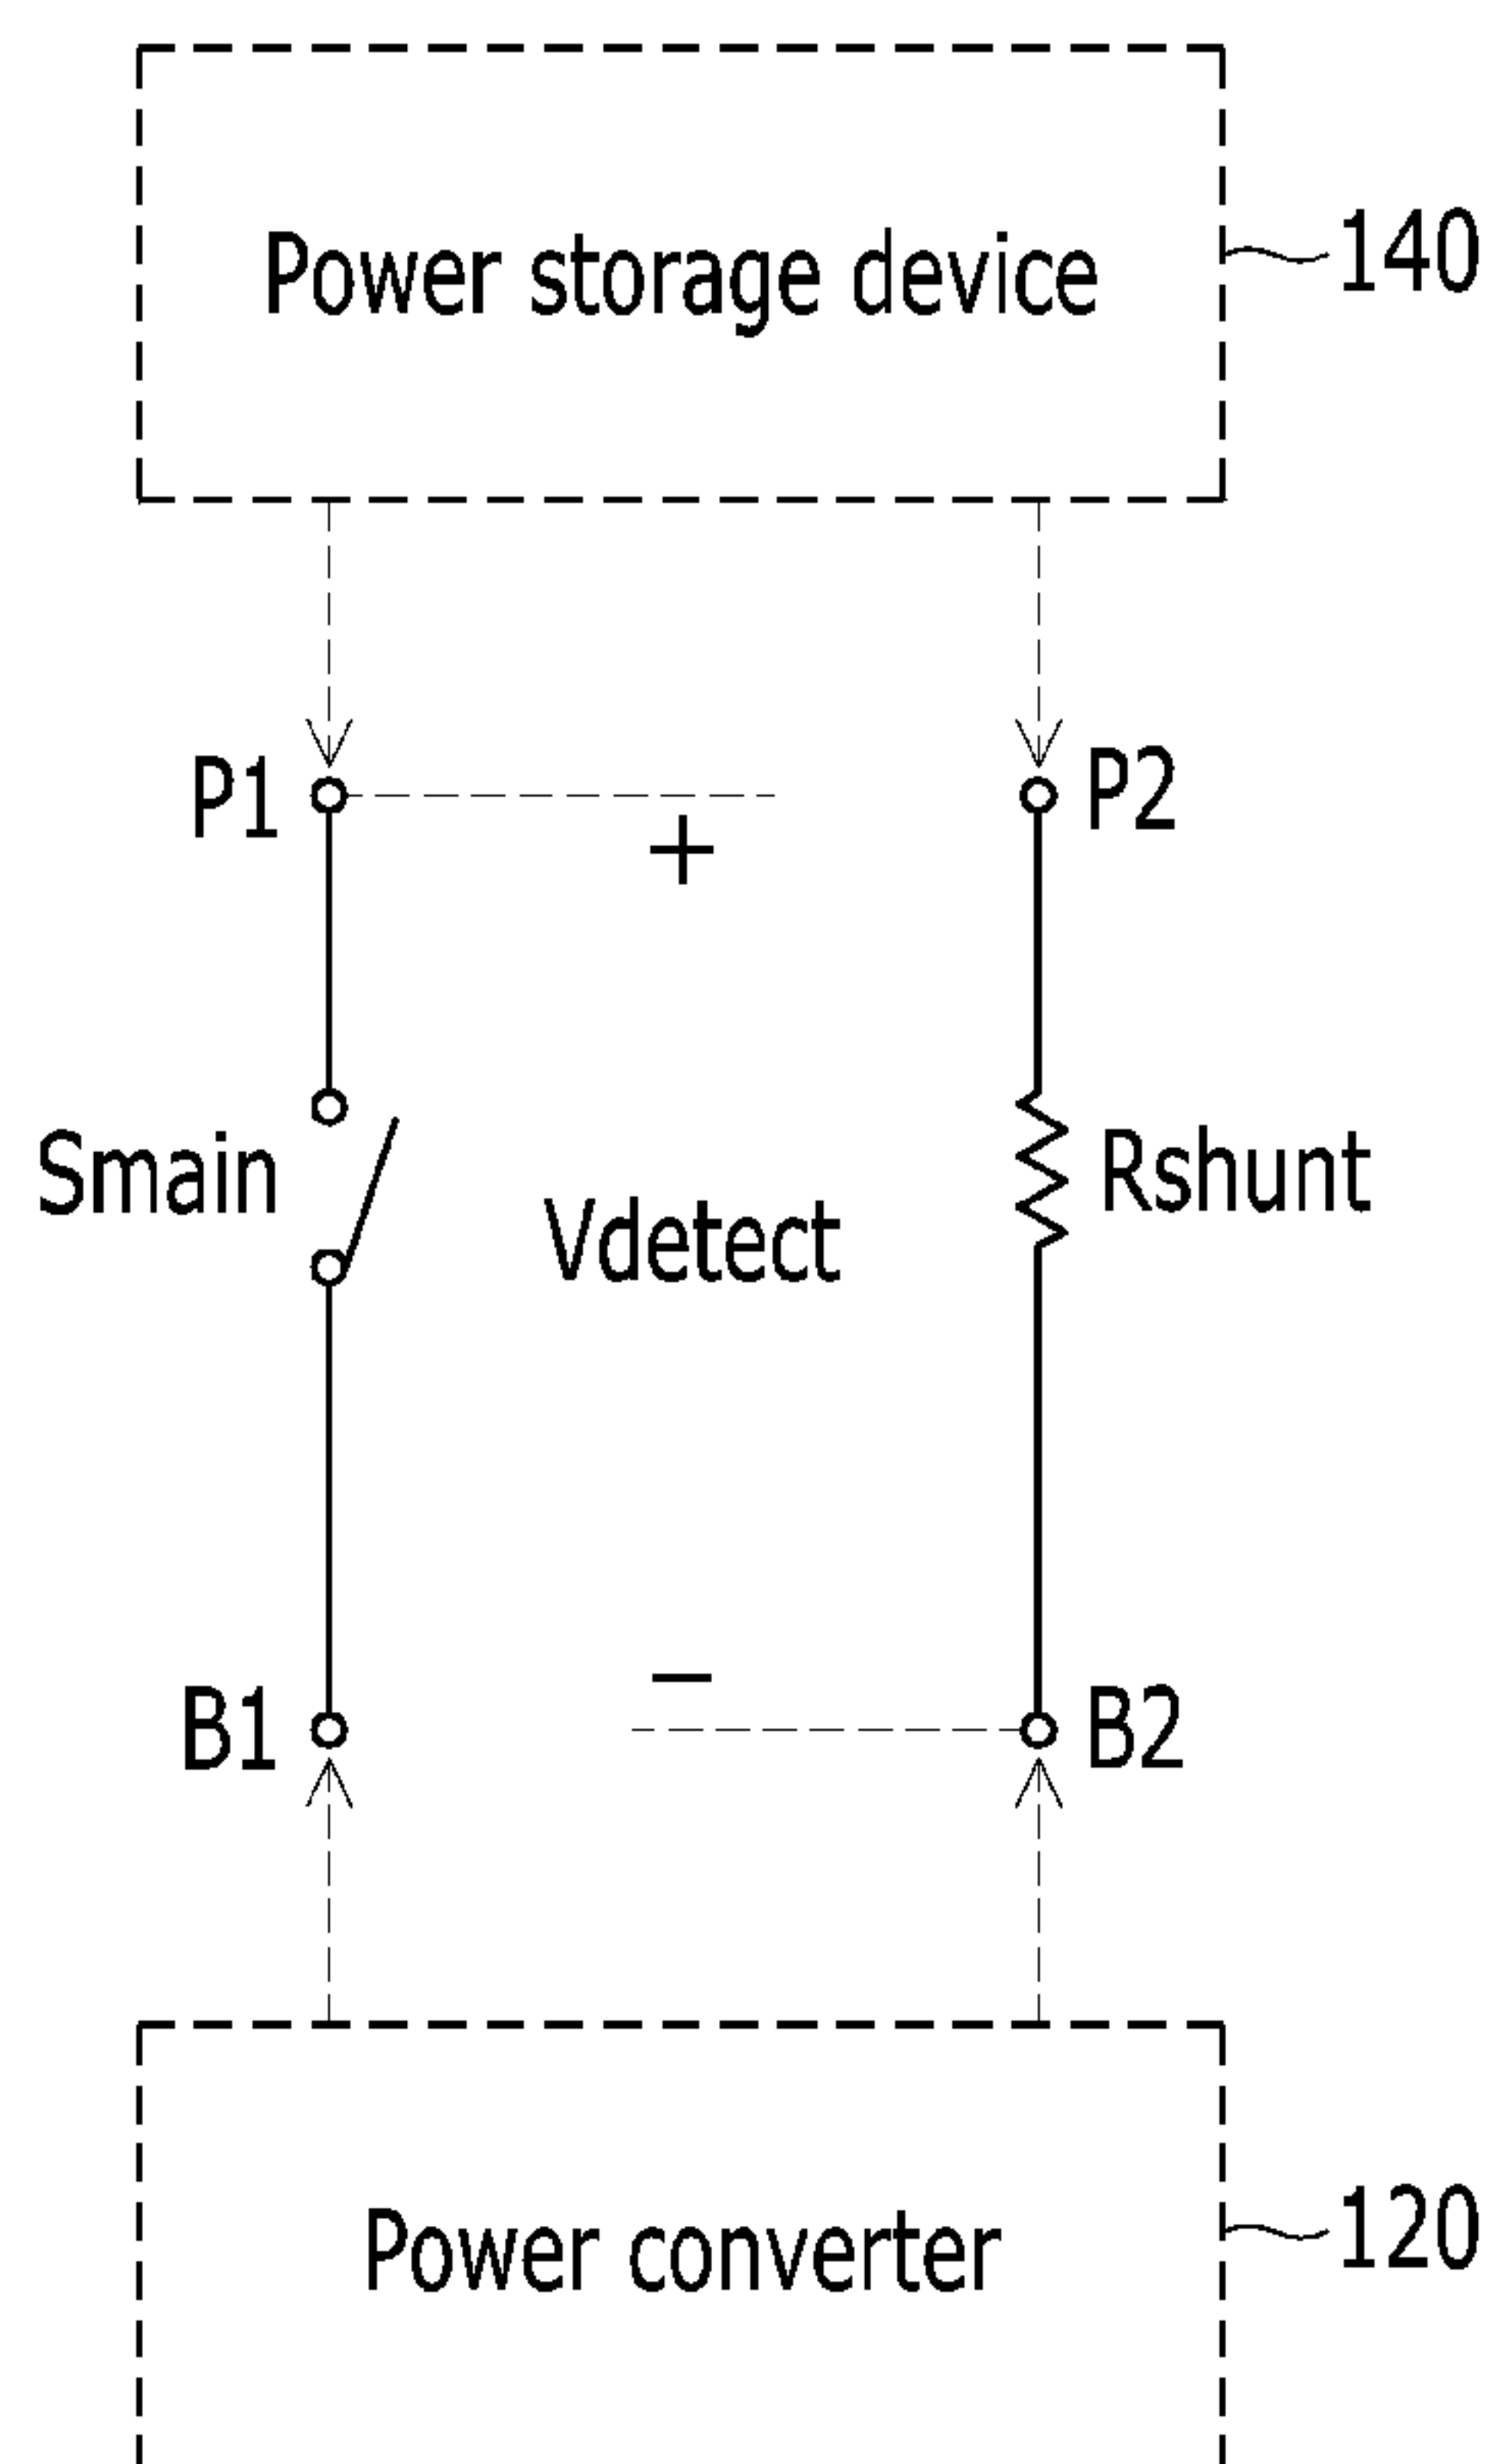 Power storage device
140
P1
P2
+
Smain
Vdetect
Rshunt
−
B1
B2
Power converter
120